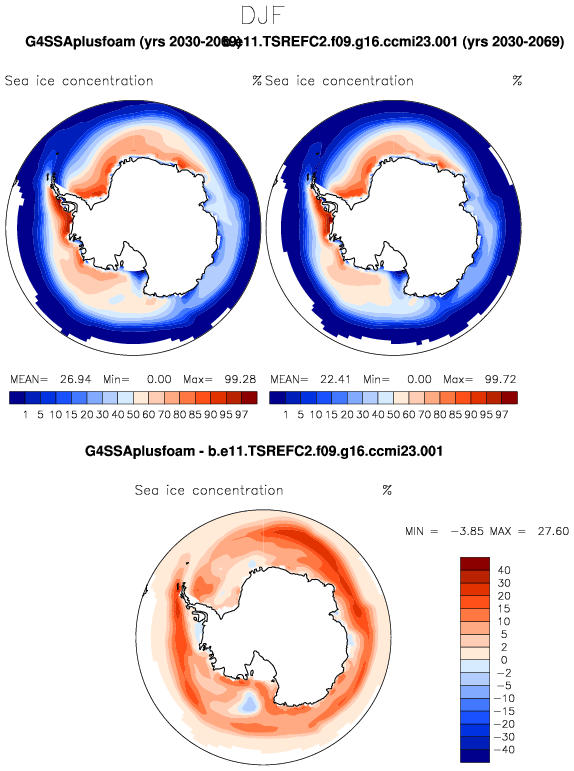 DJF
G4SSAplusfoam (yrs 2030-2069)
b.e11.TSREFC2.f09.g16.ccmi23.001 (yrs 2030-2069)
Sea ice concentration %
Sea ice concentration %
MEAN= 26.94 Min= 0.00 Max= 99.28
MEAN= 22.41 Min= 0.00 Max= 99.72
1 5 10 15 20 30 40 50 60 70 80 85 90 95 97
1 5 10 15 20 30 40 50 60 70 80 85 90 95 97
G4SSAplusfoam - b.e11.TSREFC2.f09.g16.ccmi23.001
Sea ice concentration %
MIN = -3.85 MAX = 27.60
40
30
20
15
10
5
2
0
-2
-5
-10
-15
-20
-30
-40